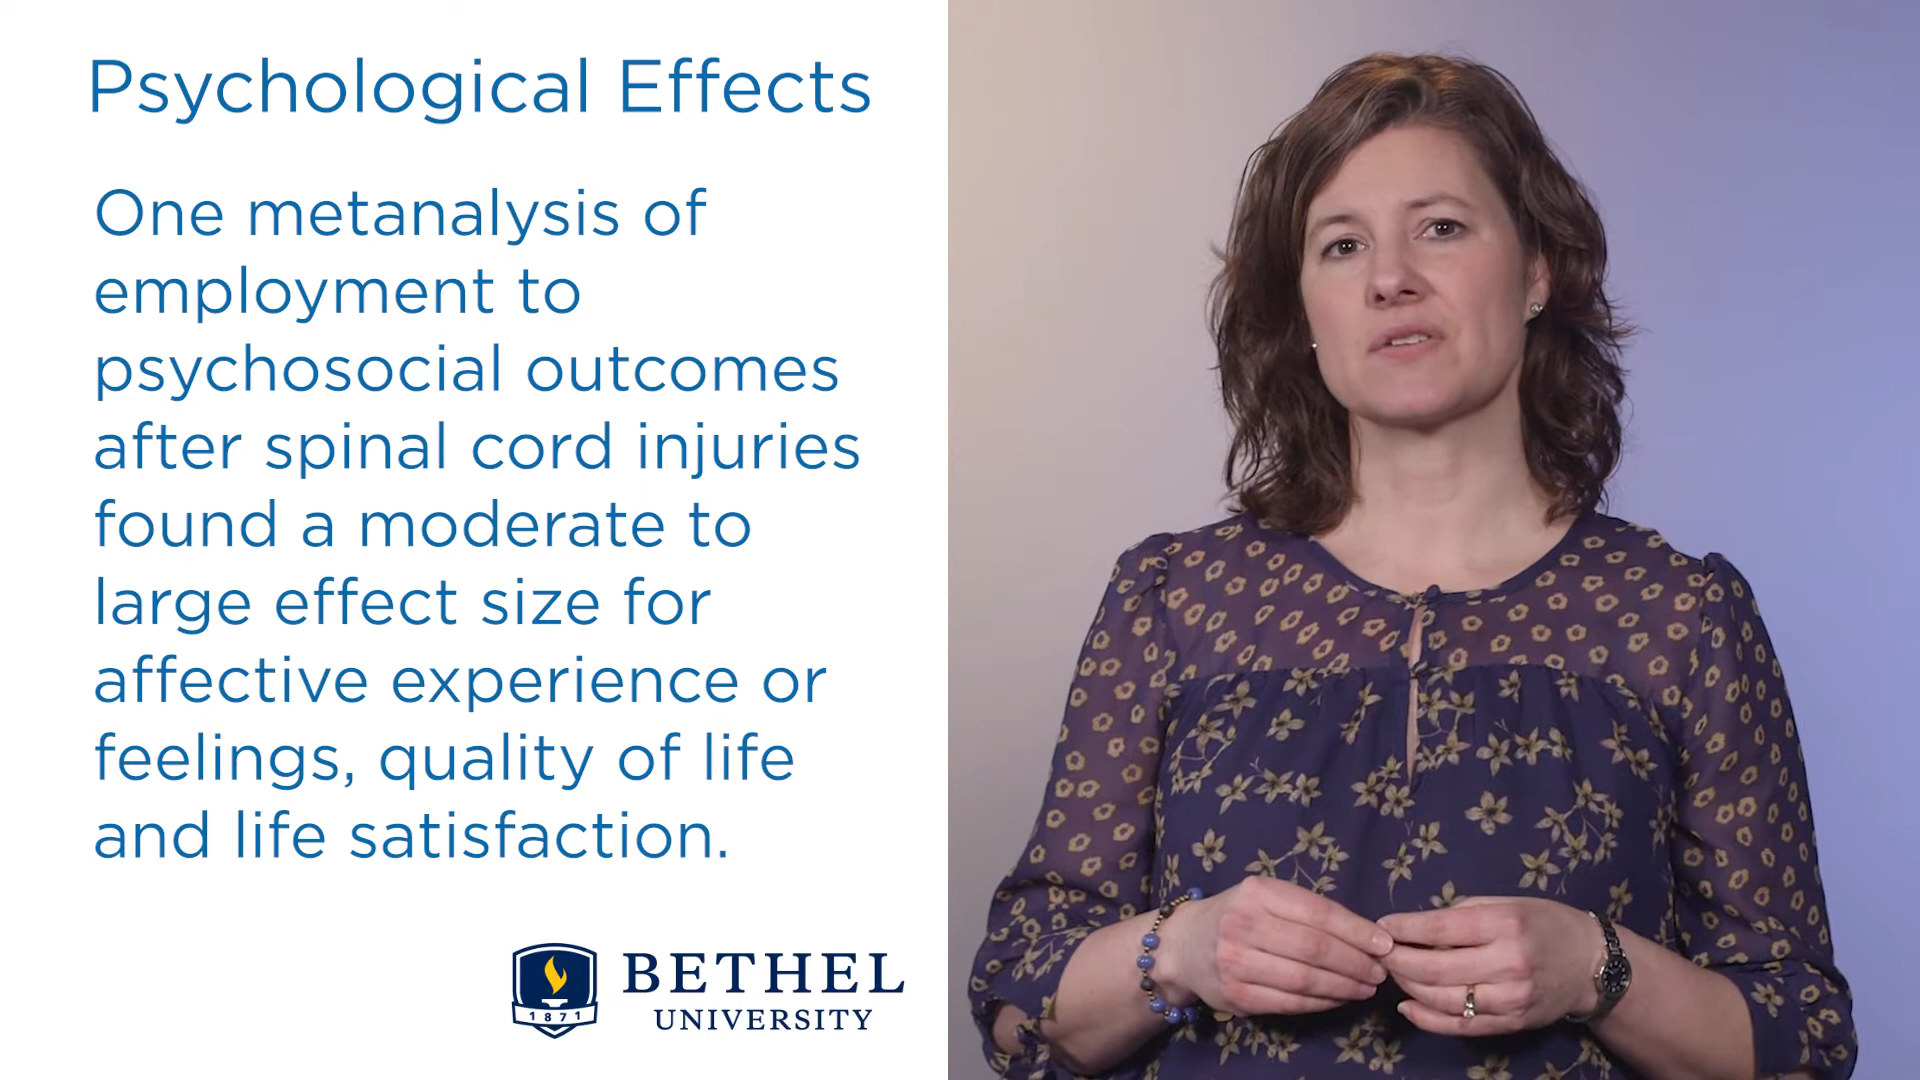 Psychological Effects
One metanalysis of
employment to
psychosocial outcomes
after spinal cord injuries
found a moderate to
large effect size for
affective experience or
feelings, quality of life
and life satisfaction.
1871
BETHEL
UNIVERSITY